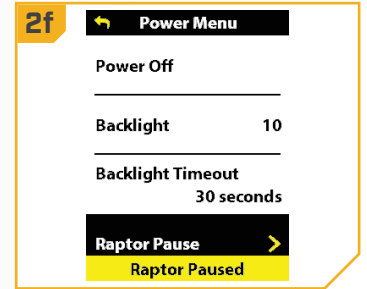 2f
Power Menu
Power Off
Backlight 10
Backlight Timeout
30 seconds
Raptor Pause
Raptor Paused